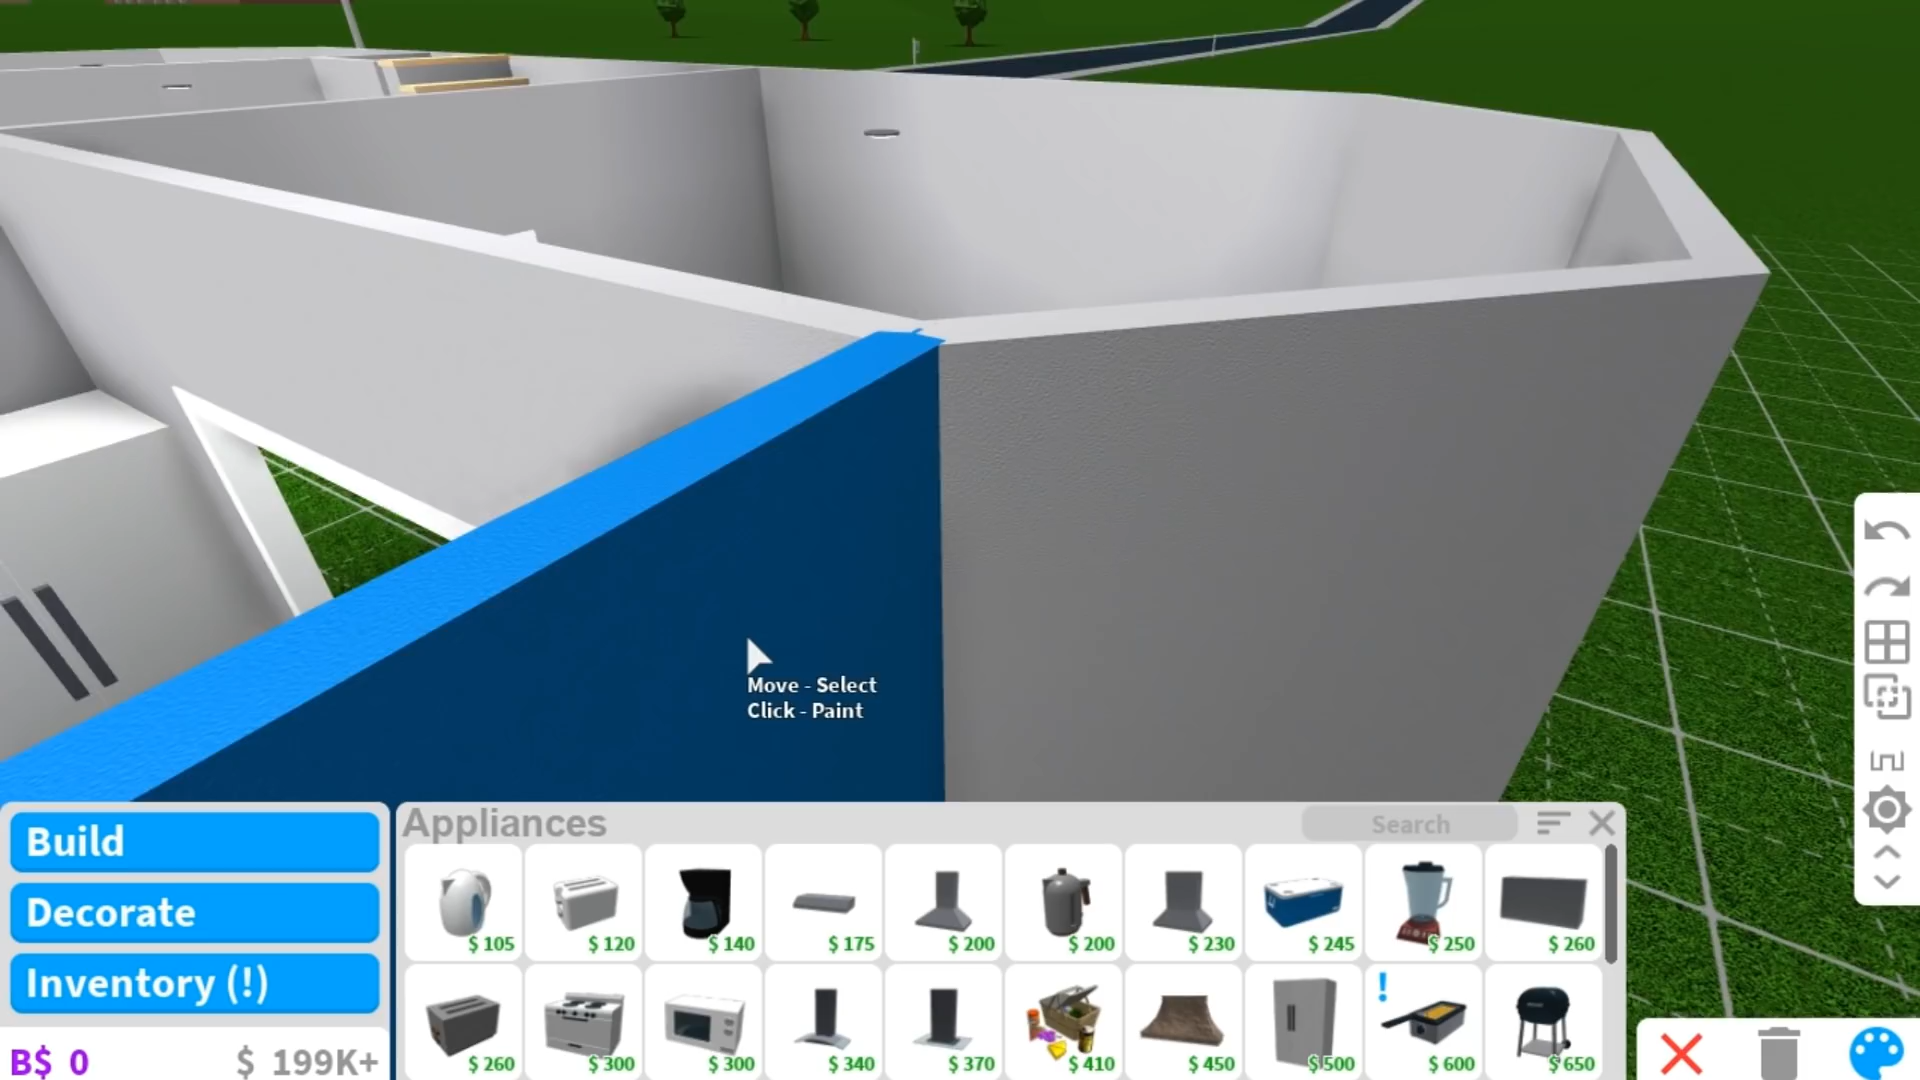 Move - Select
Click - Paint
Build
Decorate
Inventory (!)
B$ 0
$ 199K+
Appliances
Search
$ 105
$ 120
$ 140
$ 175
$ 200
$ 200
$ 230
$ 245
$ 250
$ 260
$ 260
$ 300
$ 300
$ 340
$ 370
$ 410
$ 450
$ 500
!
$ 600
$ 650